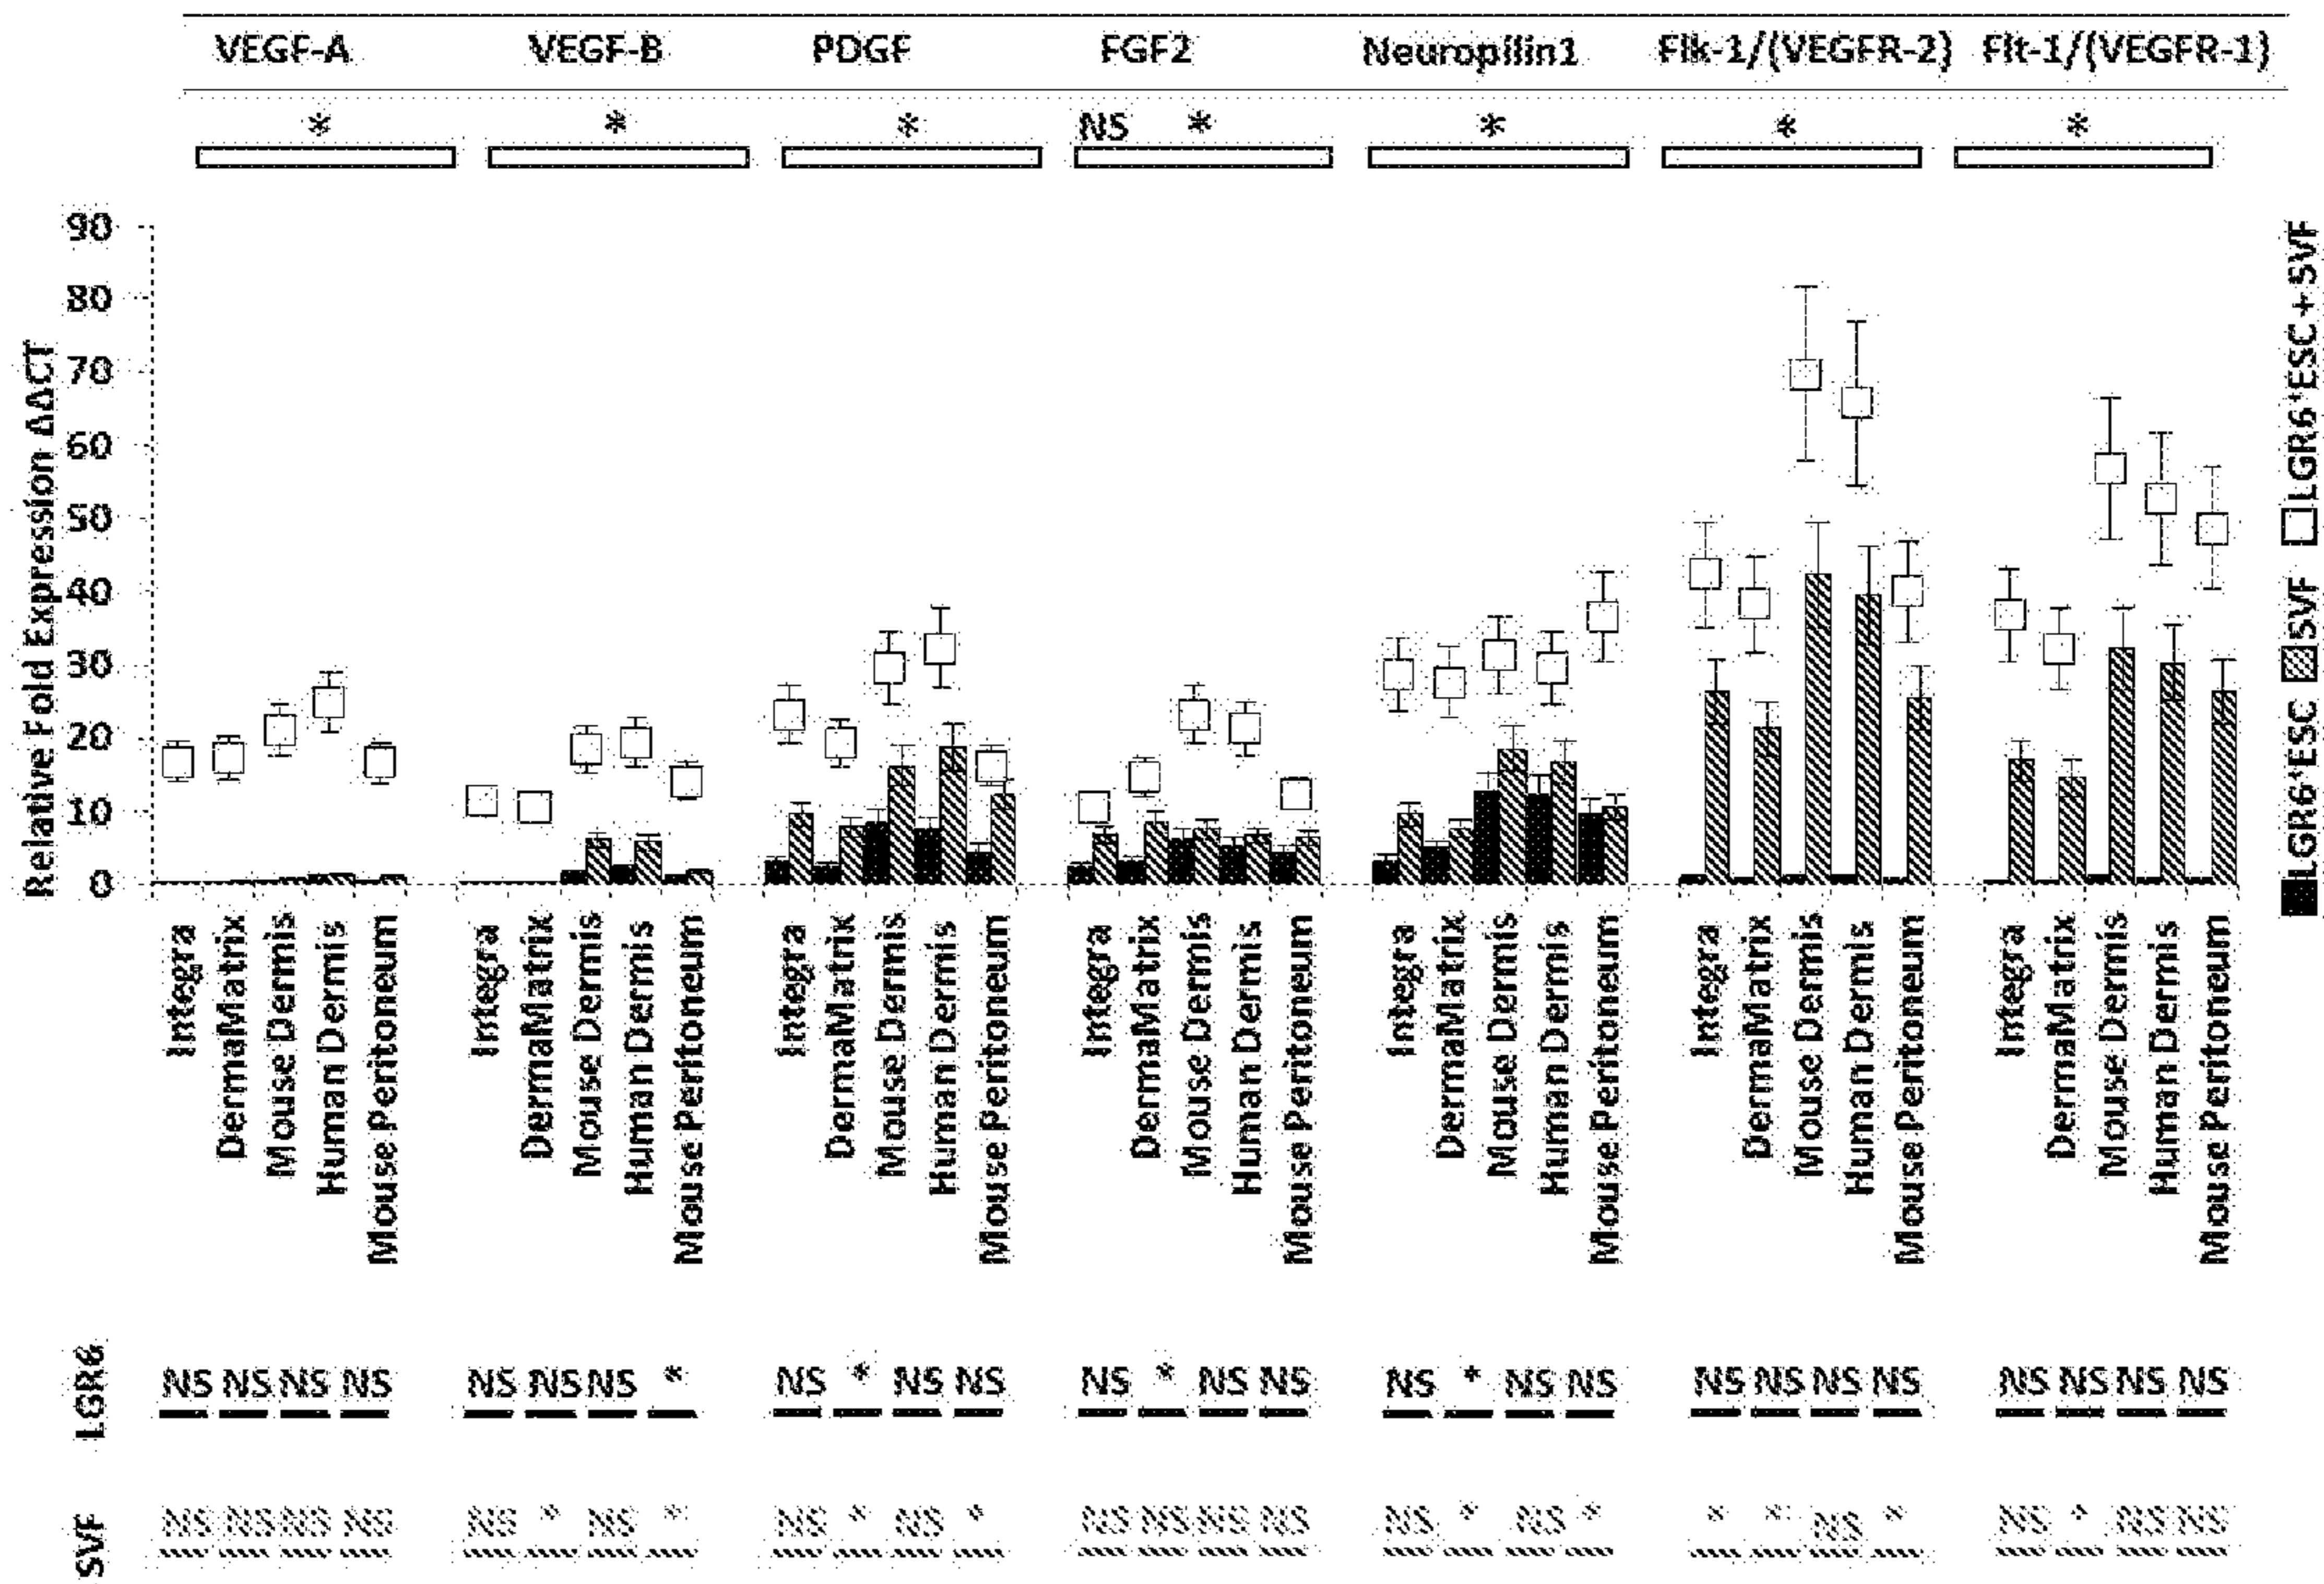 VEGF-A VEGF-B PDGF FGF2 Neuropilin1 Flk-1/(VEGFR-2) Flt-1/(VEGFR-1)
* * * NS * * * *
Relative Fold Expression ΔΔCT
90
80
70
60
50
40
30
20
10
0
LGR6⁺ESC SVF LGR6⁺ESC+SVF
Integra DermaMatrix Mouse Dermis Human Dermis Mouse Peritoneum
Integra DermaMatrix Mouse Dermis Human Dermis Mouse Peritoneum
Integra DermaMatrix Mouse Dermis Human Dermis Mouse Peritoneum
Integra DermaMatrix Mouse Dermis Human Dermis Mouse Peritoneum
Integra DermaMatrix Mouse Dermis Human Dermis Mouse Peritoneum
Integra DermaMatrix Mouse Dermis Human Dermis Mouse Peritoneum
Integra DermaMatrix Mouse Dermis Human Dermis Mouse Peritoneum
LGR6 NS NS NS NS NS NS NS * NS * NS NS NS * NS NS NS * NS NS NS NS NS NS NS NS NS NS
SVF NS NS NS NS NS * NS * NS * NS * NS NS NS NS NS * NS * * * NS * NS * NS NS